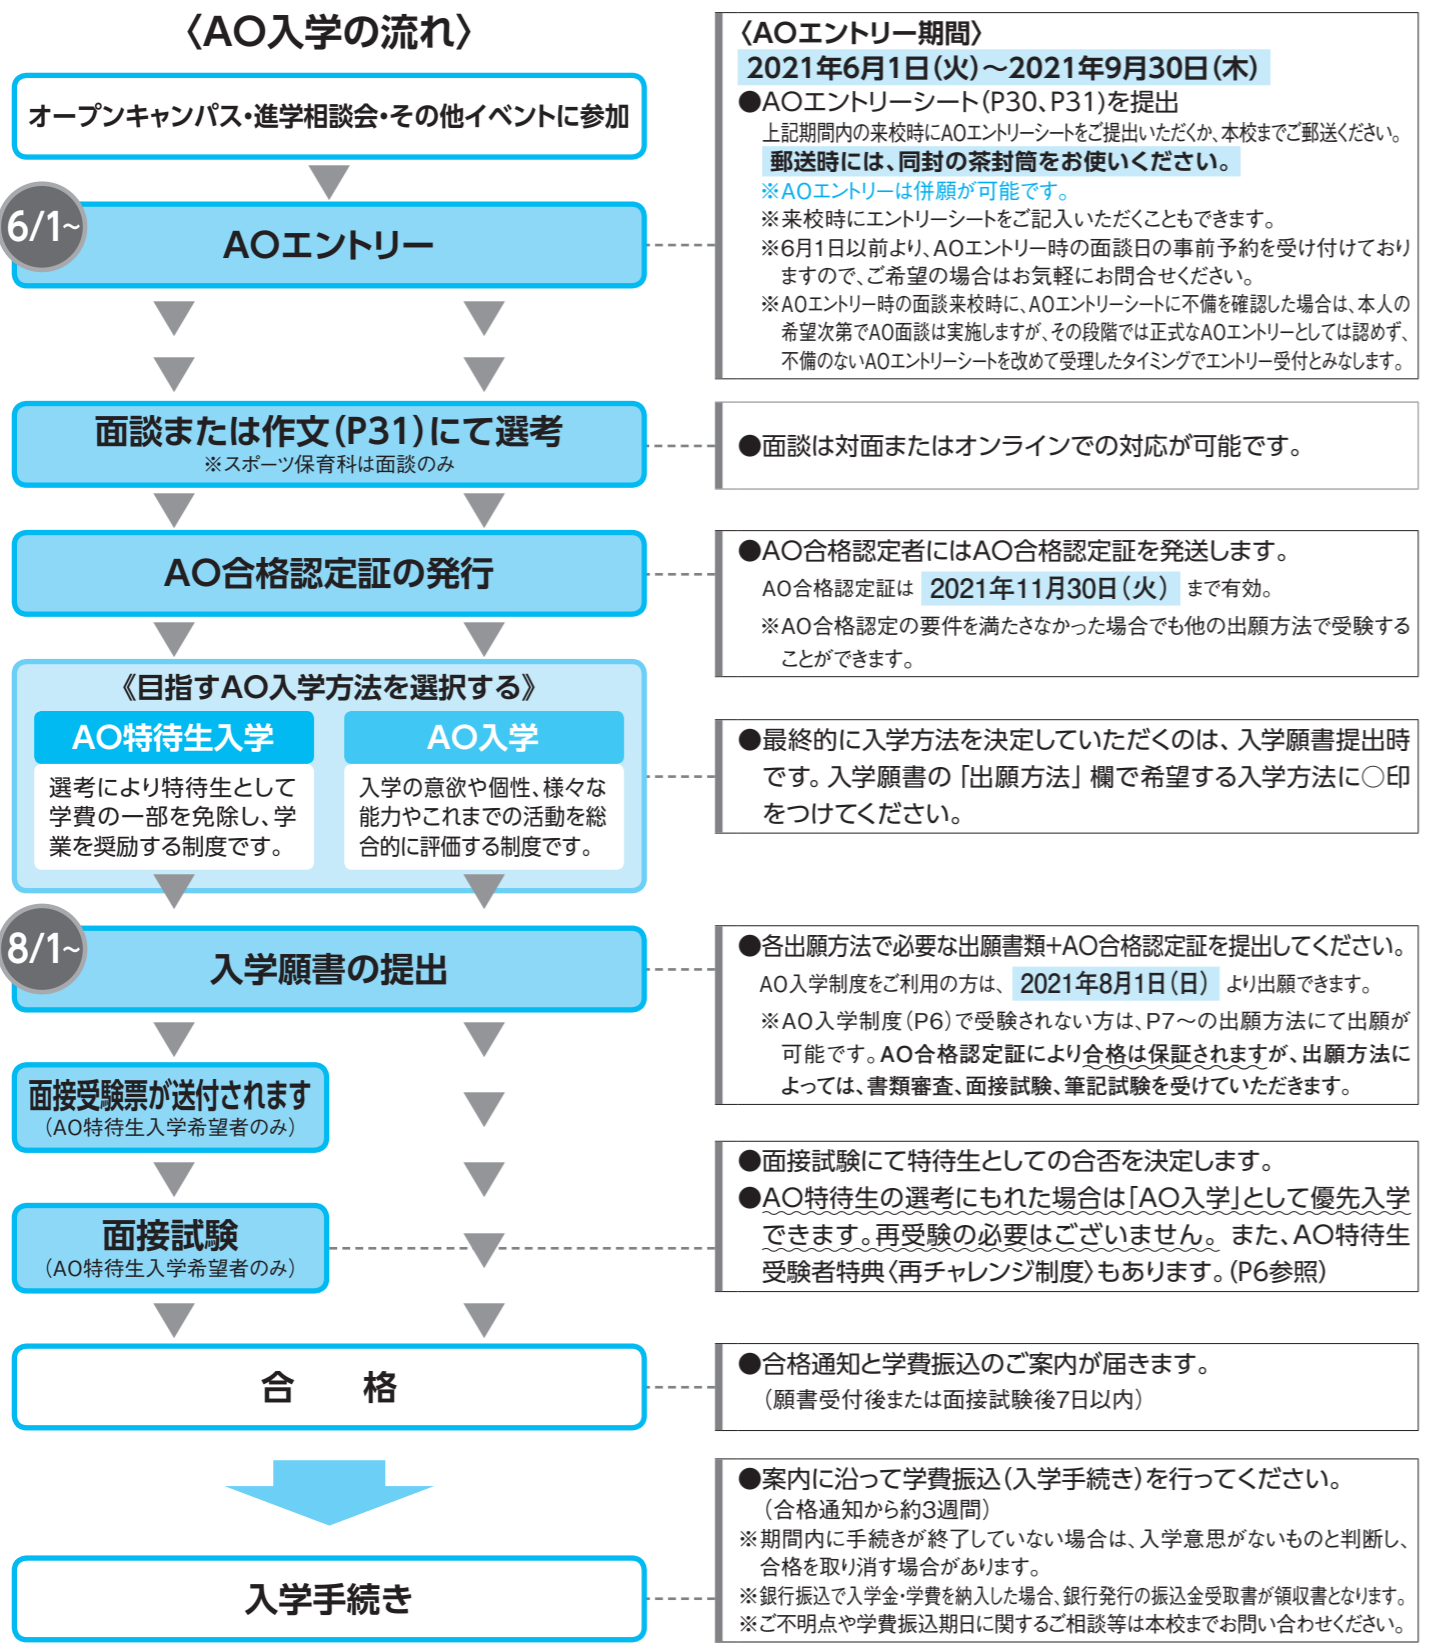 〈AO入学の流れ〉
オープンキャンパス・進学相談会・その他イベントに参加
6/1~
AOエントリー
〈AOエントリー期間〉
2021年6月1日(火)～2021年9月30日(木)
●AOエントリーシート(P30、P31)を提出
上記期間内の来校時にAOエントリーシートをご提出いただくか、本校までご郵送ください。
郵送時には、同封の茶封筒をお使いください。
※AOエントリーは併願が可能です。
※来校時にエントリーシートをご記入いただくこともできます。
※6月1日以前より、AOエントリー時の面談日の事前予約を受け付けており
ますので、ご希望の場合はお気軽にお問合せください。
※AOエントリー時の面談来校時に、AOエントリーシートに不備を確認した場合は、本人の
希望次第でAO面談は実施しますが、その段階では正式なAOエントリーとしては認めず、
不備のないAOエントリーシートを改めて受理したタイミングでエントリー受付とみなします。
面談または作文(P31)にて選考
※スポーツ保育科は面談のみ
●面談は対面またはオンラインでの対応が可能です。
AO合格認定証の発行
●AO合格認定者にはAO合格認定証を発送します。
AO合格認定証は 2021年11月30日(火) まで有効。
※AO合格認定の要件を満たさなかった場合でも他の出願方法で受験する
ことができます。
《目指すAO入学方法を選択する》
AO特待生入学
選考により特待生として
学費の一部を免除し、学
業を奨励する制度です。
AO入学
入学の意欲や個性、様々な
能力やこれまでの活動を総
合的に評価する制度です。
●最終的に入学方法を決定していただくのは、入学願書提出時
です。入学願書の「出願方法」欄で希望する入学方法に○印
をつけてください。
8/1~
入学願書の提出
●各出願方法で必要な出願書類+AO合格認定証を提出してください。
AO入学制度をご利用の方は、 2021年8月1日(日) より出願できます。
※AO入学制度(P6)で受験されない方は、P7～の出願方法にて出願が
可能です。AO合格認定証により合格は保証されますが、出願方法に
よっては、書類審査、面接試験、筆記試験を受けていただきます。
面接受験票が送付されます
(AO特待生入学希望者のみ)
面接試験
(AO特待生入学希望者のみ)
●面接試験にて特待生としての合否を決定します。
●AO特待生の選考にもれた場合は「AO入学」として優先入学
できます。再受験の必要はございません。また、AO特待生
受験者特典〈再チャレンジ制度〉もあります。(P6参照)
合 格
●合格通知と学費振込のご案内が届きます。
(願書受付後または面接試験後7日以内)
入学手続き
●案内に沿って学費振込(入学手続き)を行ってください。
(合格通知から約3週間)
※期間内に手続きが終了していない場合は、入学意思がないものと判断し、
合格を取り消す場合があります。
※銀行振込で入学金・学費を納入した場合、銀行発行の振込金受取書が領収書となります。
※ご不明点や学費振込期日に関するご相談等は本校までお問い合わせください。